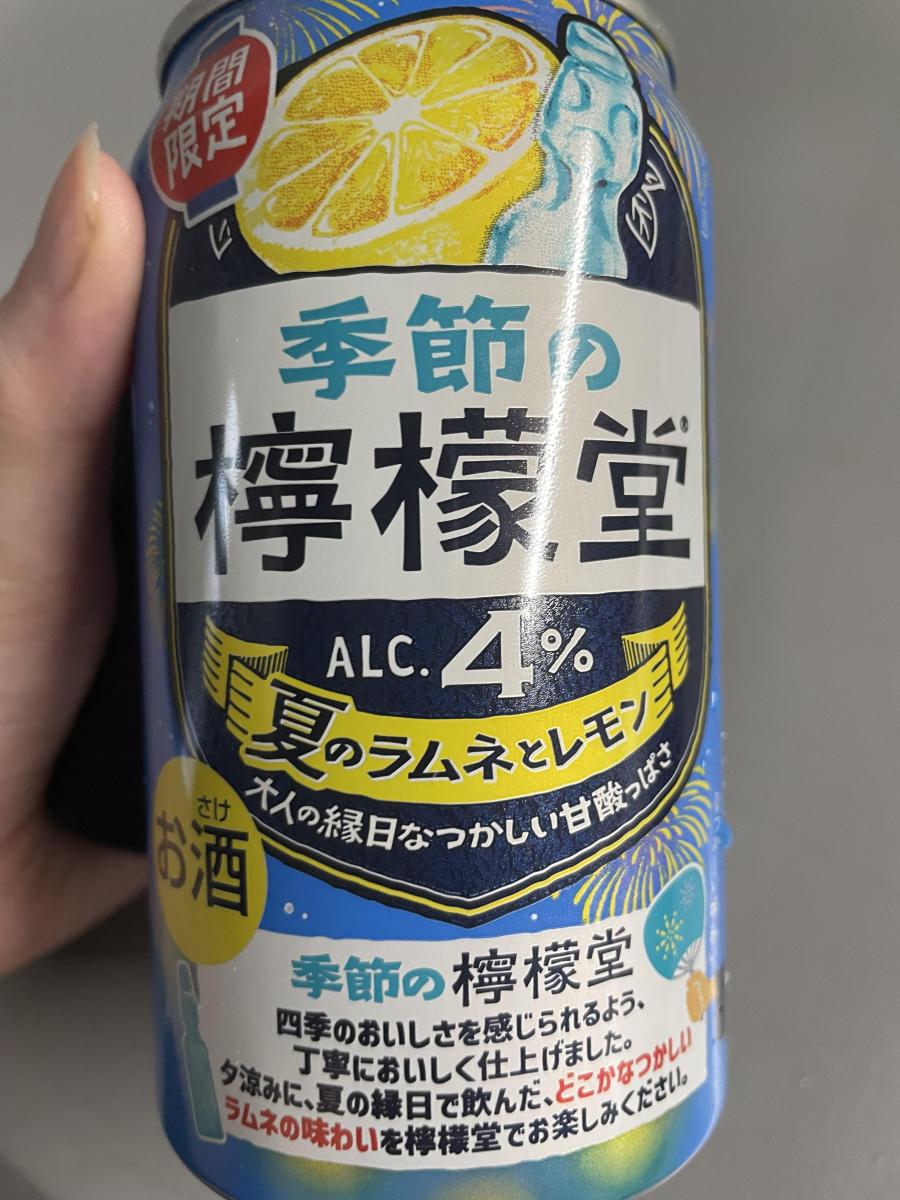 期間
限定
季節の
檸檬堂®
ALC. 4%
夏のラムネとレモン
大人の縁日なつかしい甘酸っぱさ
さけ
お酒
季節の檸檬堂
四季のおいしさを感じられるよう、
丁寧においしく仕上げました。
夕涼みに、夏の縁日で飲んだ、どこかなつかしい
ラムネの味わいを檸檬堂でお楽しみください。